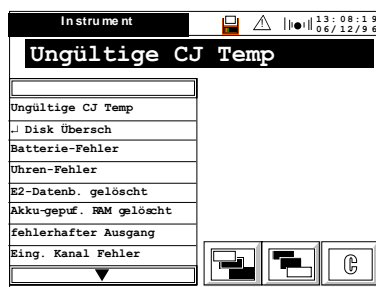 Instrument
13:08:19
06/12/96
Ungültige CJ Temp
Ungültige CJ Temp
↵ Disk Übersch
Batterie-Fehler
Uhren-Fehler
E2-Datenb. gelöscht
Akku-gepuf. RAM gelöscht
fehlerhafter Ausgang
Eing. Kanal Fehler
C